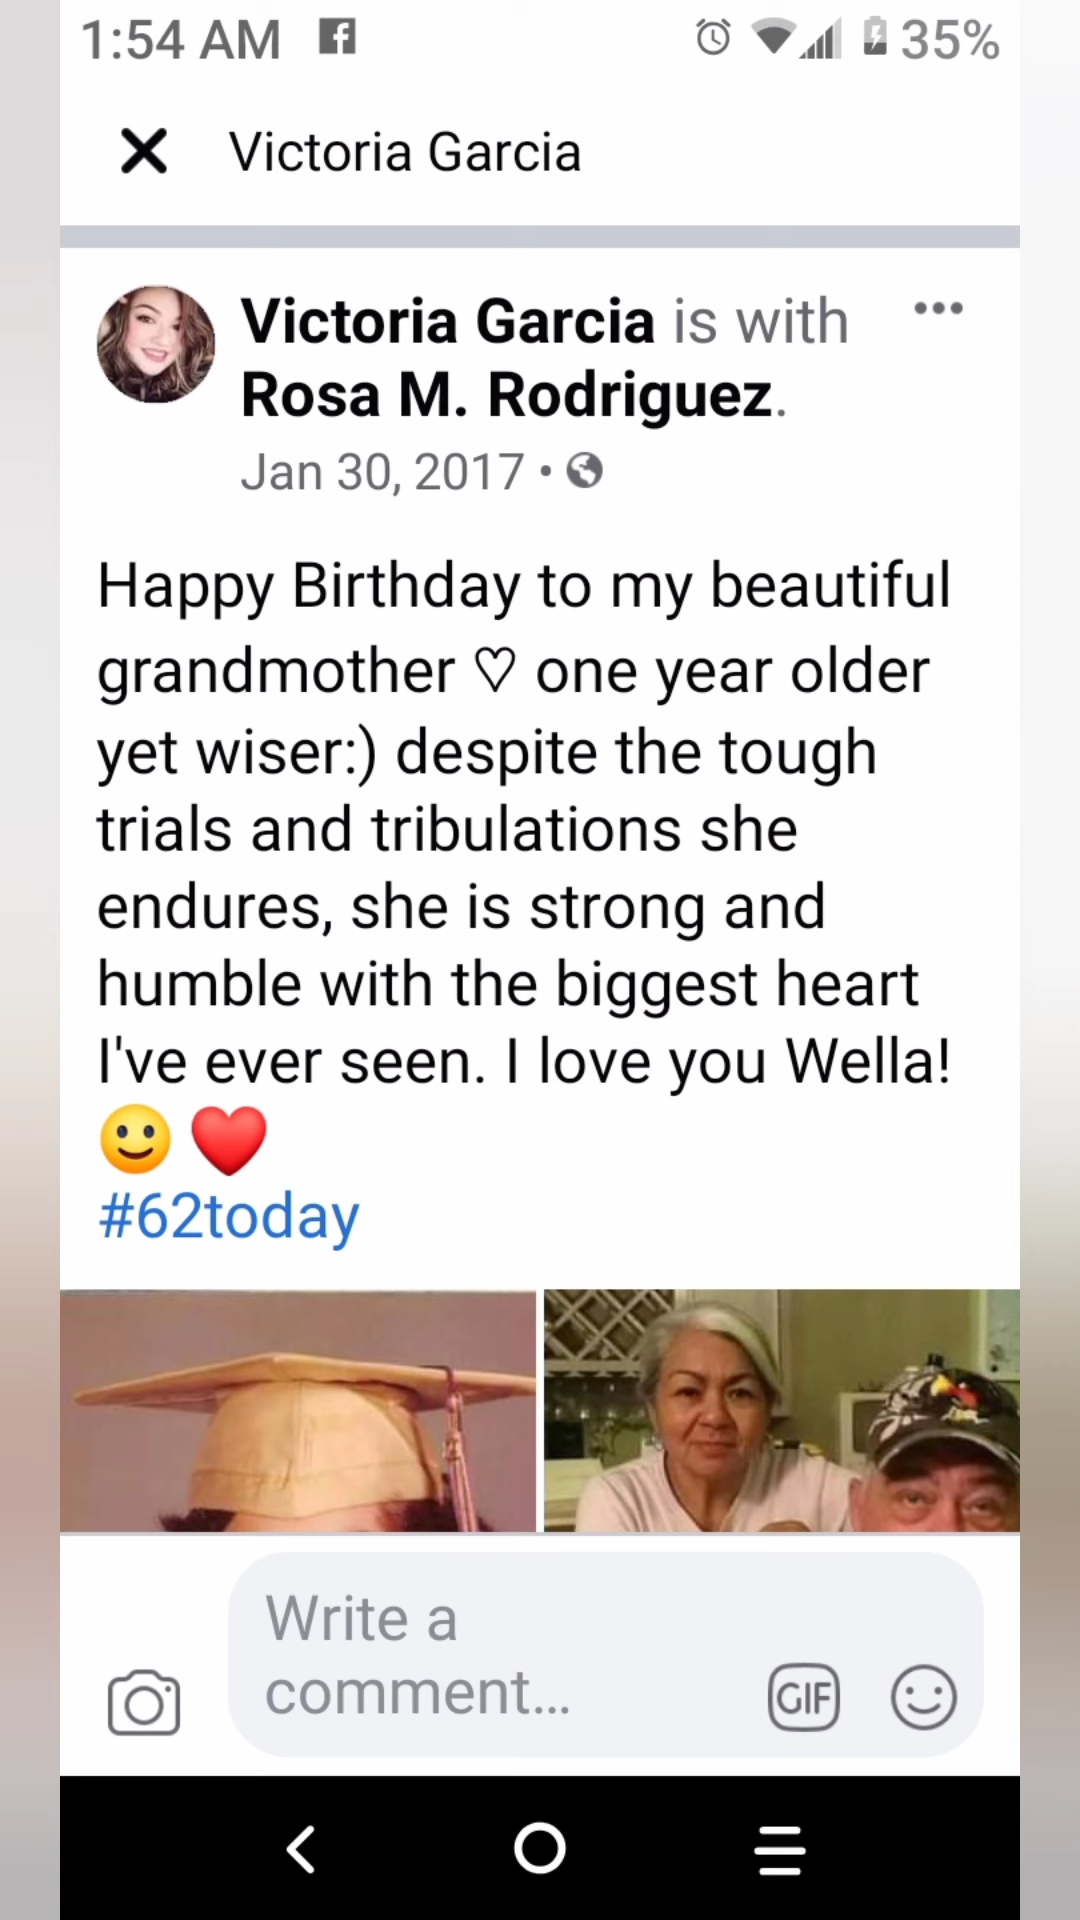 1:54 AM 35%
Victoria Garcia
Victoria Garcia is with
Rosa M. Rodriguez.
Jan 30, 2017 •
Happy Birthday to my beautiful
grandmother ♡ one year older
yet wiser:) despite the tough
trials and tribulations she
endures, she is strong and
humble with the biggest heart
I've ever seen. I love you Wella!
🙂 ❤️
#62today
Write a
comment...
GIF